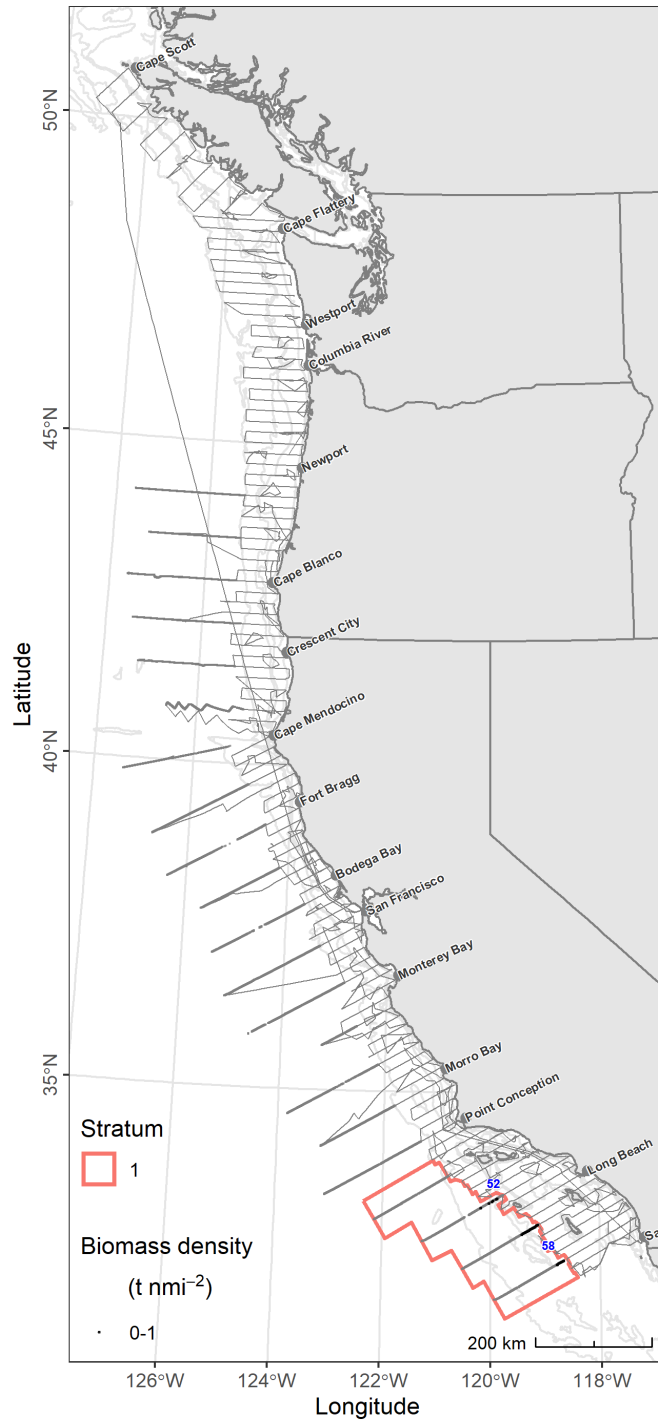 Cape Scott
50°N
Cape Flattery
Westport
Columbia River
45°N
Newport
Cape Blanco
Crescent City
Latitude
Cape Mendocino
40°N
Fort Bragg
Bodega Bay
San Francisco
Monterey Bay
35°N
Morro Bay
Point Conception
Stratum
1
Long Beach
52
58
Sa
Biomass density
(t nmi⁻²)
0-1
200 km
126°W 124°W 122°W 120°W 118°W
Longitude